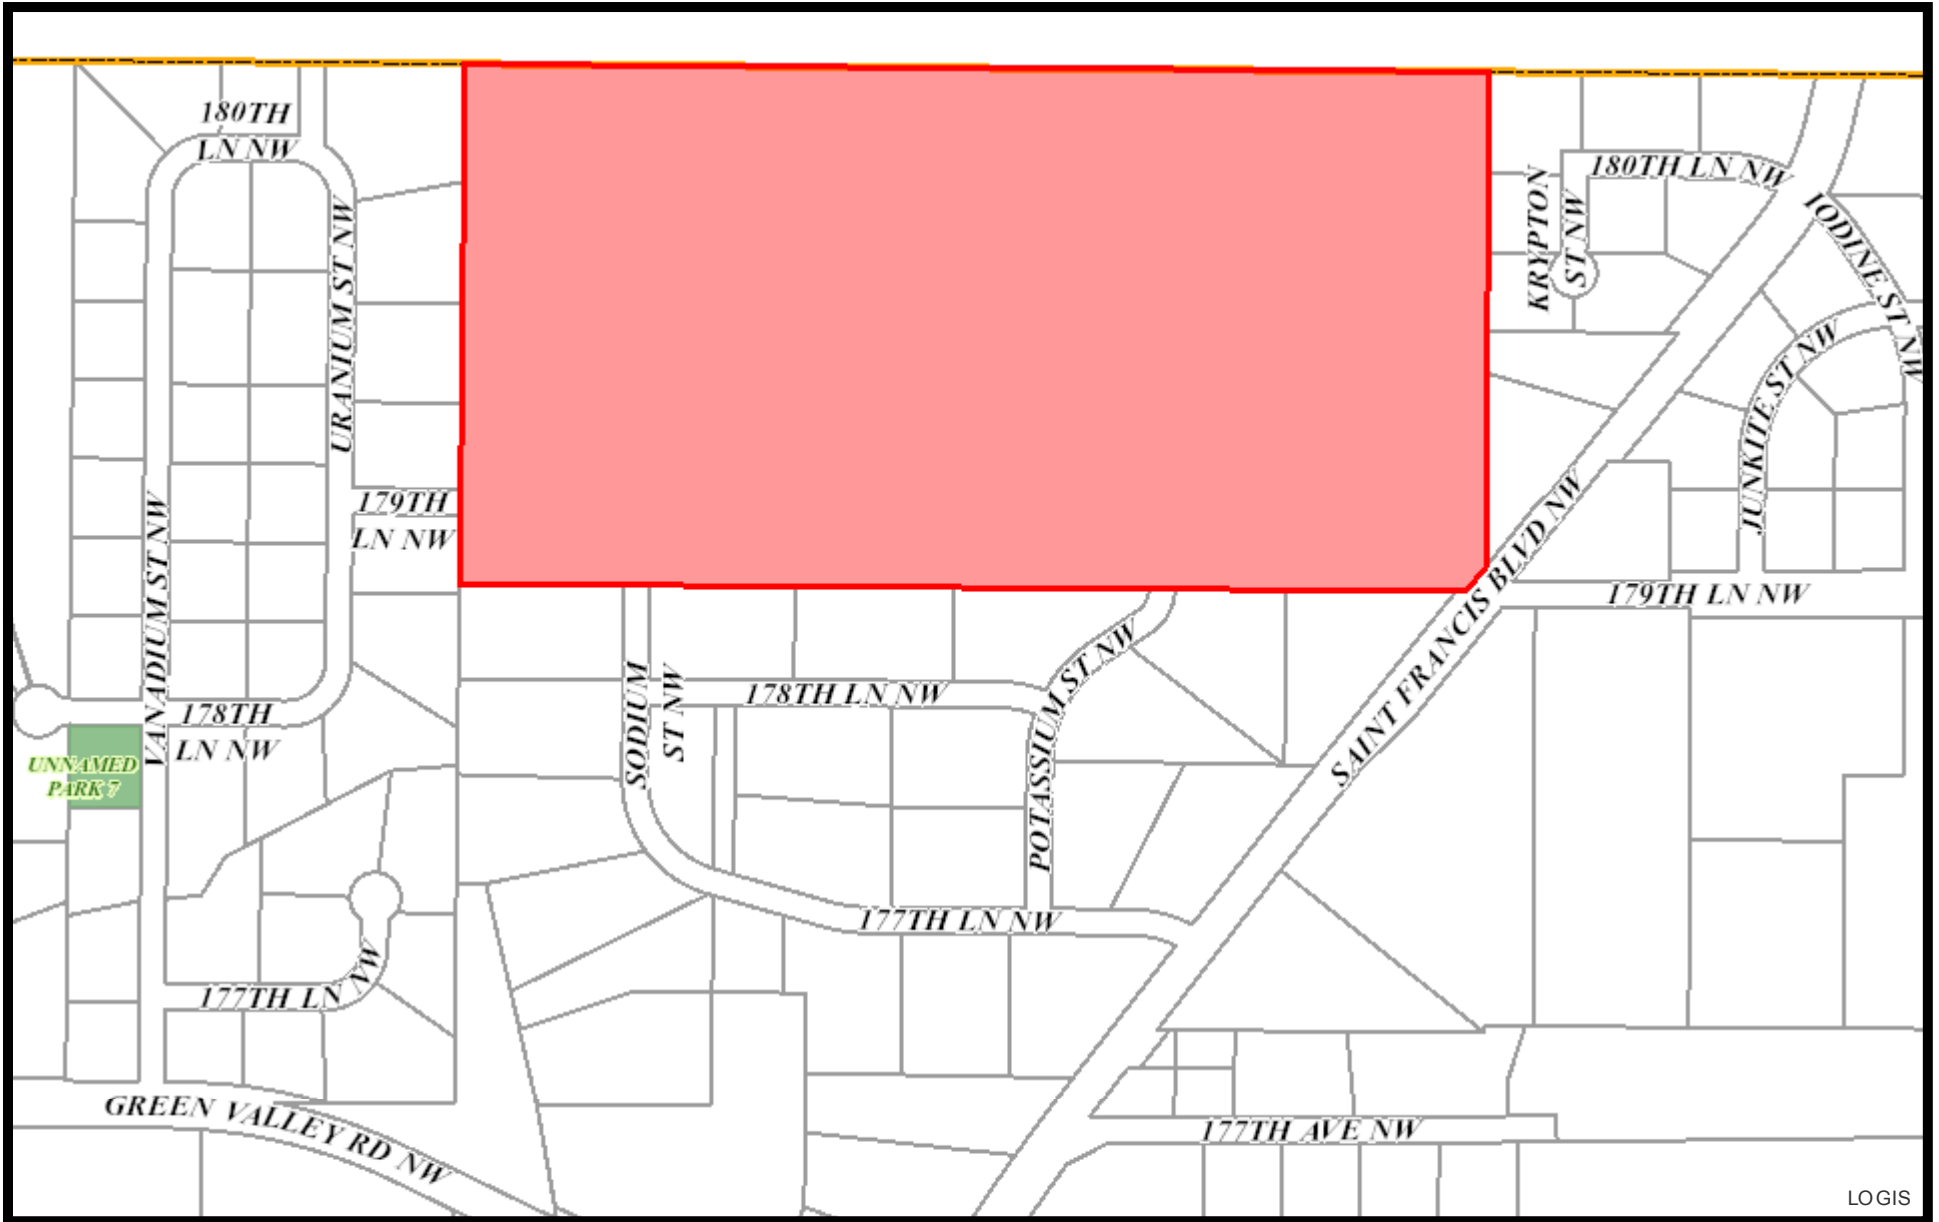 180TH
LN NW
URANIUM ST NW
KRYPTON
ST NW
180TH LN NW
IODINE ST NW
JUNKITE ST NW
179TH
LN NW
VANADIUM ST NW
SAINT FRANCIS BLVD NW
179TH LN NW
SODIUM
ST NW
178TH LN NW
POTASSIUM ST NW
178TH
LN NW
UNNAMED
PARK 7
177TH LN NW
177TH LN NW
GREEN VALLEY RD NW
177TH AVE NW
LOGIS